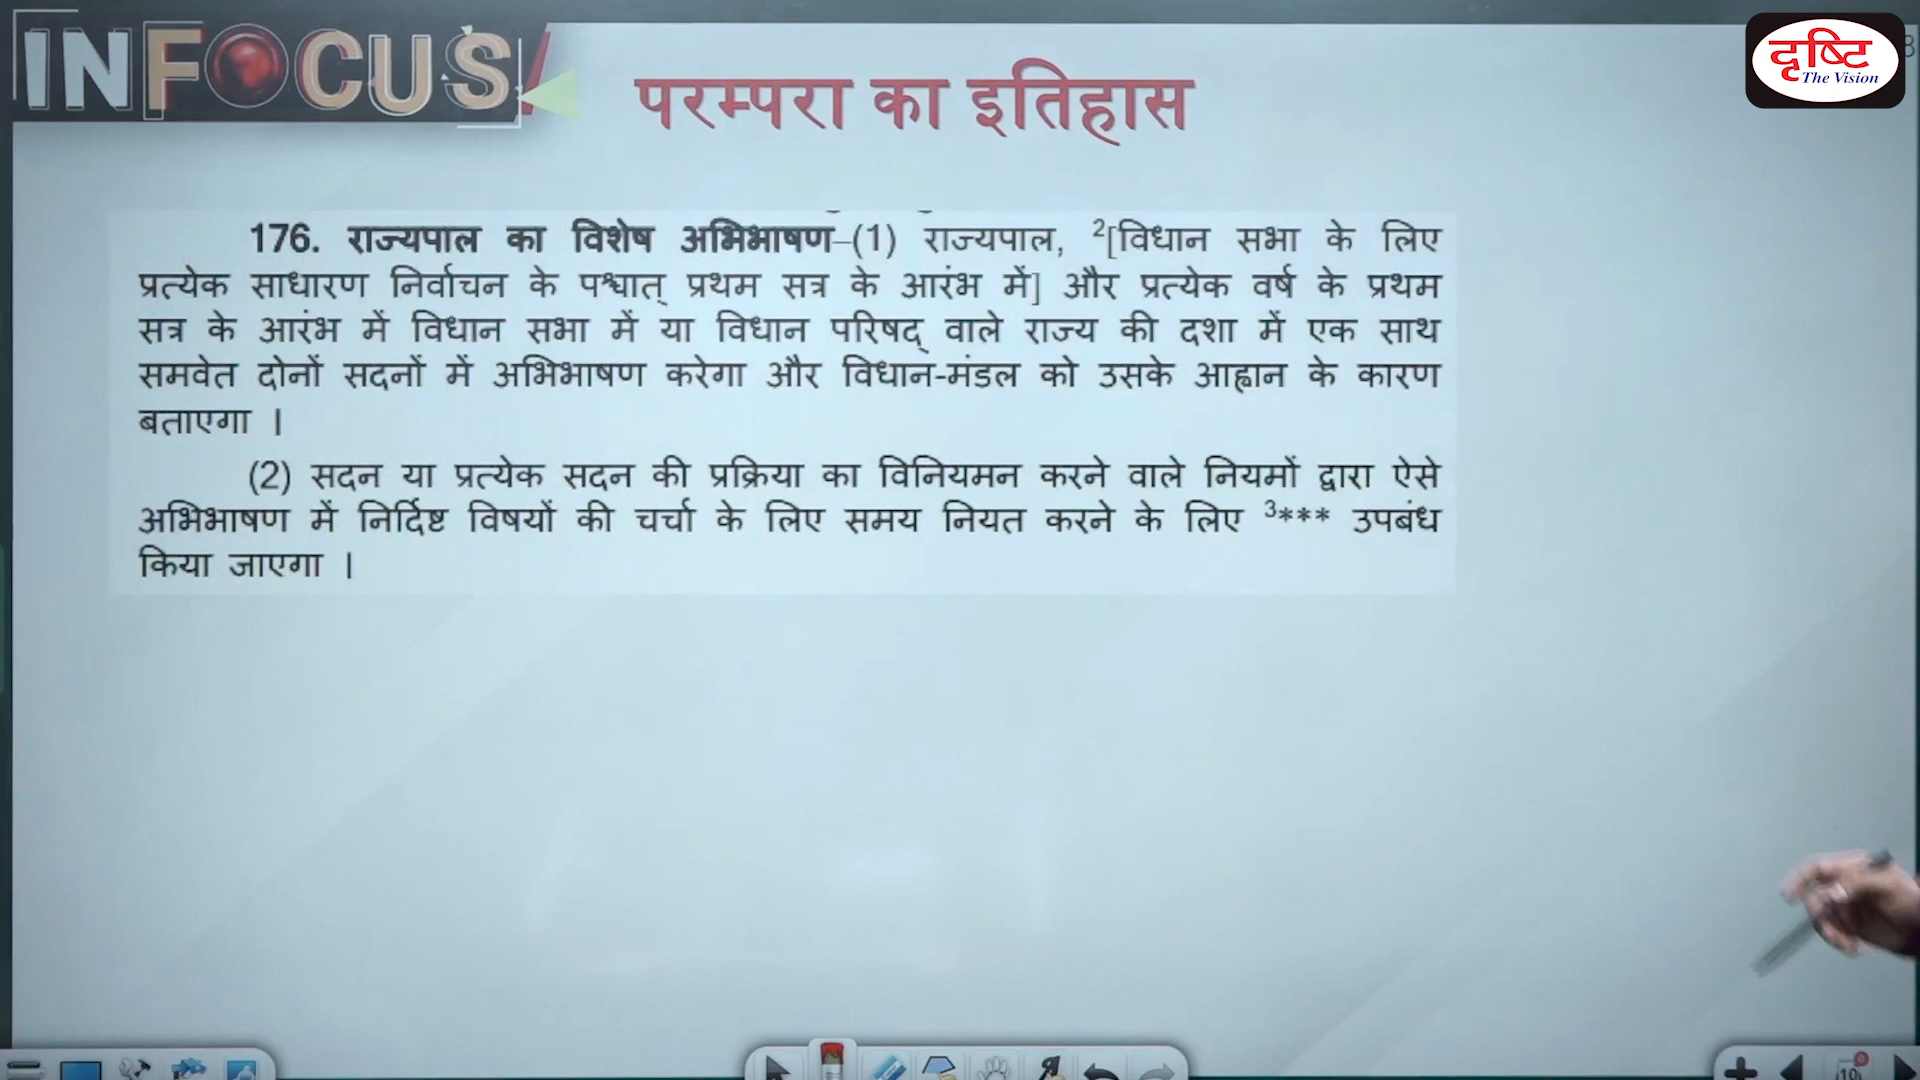 INFOCUS
दृष्टि
The Vision
परम्परा का इतिहास
176. राज्यपाल का विशेष अभिभाषण–(1) राज्यपाल, 2[विधान सभा के लिए
प्रत्येक साधारण निर्वाचन के पश्चात् प्रथम सत्र के आरंभ में] और प्रत्येक वर्ष के प्रथम
सत्र के आरंभ में विधान सभा में या विधान परिषद् वाले राज्य की दशा में एक साथ
समवेत दोनों सदनों में अभिभाषण करेगा और विधान-मंडल को उसके आह्वान के कारण
बताएगा ।
(2) सदन या प्रत्येक सदन की प्रक्रिया का विनियमन करने वाले नियमों द्वारा ऐसे
अभिभाषण में निर्दिष्ट विषयों की चर्चा के लिए समय नियत करने के लिए 3*** उपबंध
किया जाएगा ।